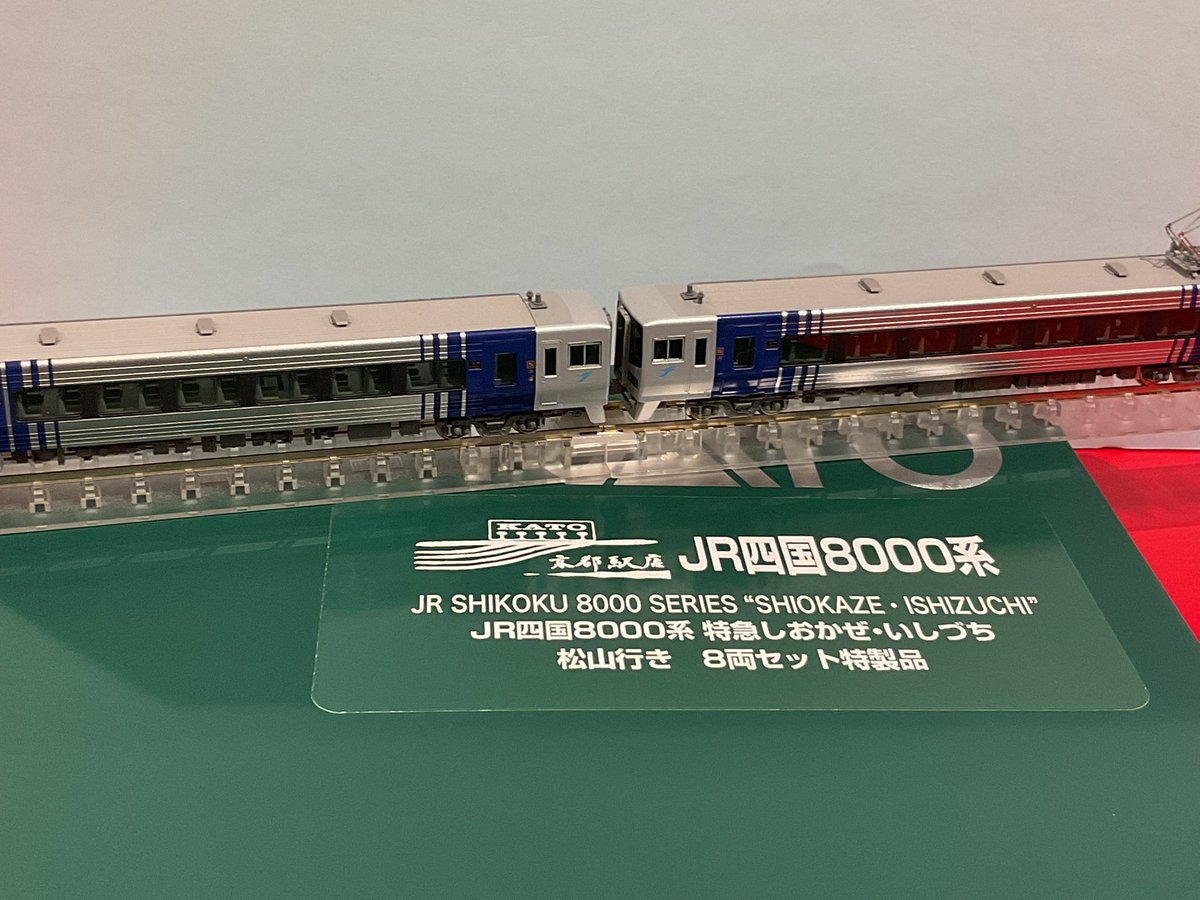 KATO
KATO
京都駅店
JR四国8000系
JR SHIKOKU 8000 SERIES “SHIOKAZE・ISHIZUCHI”
JR四国8000系 特急しおかぜ・いしづち
松山行き 8両セット特製品